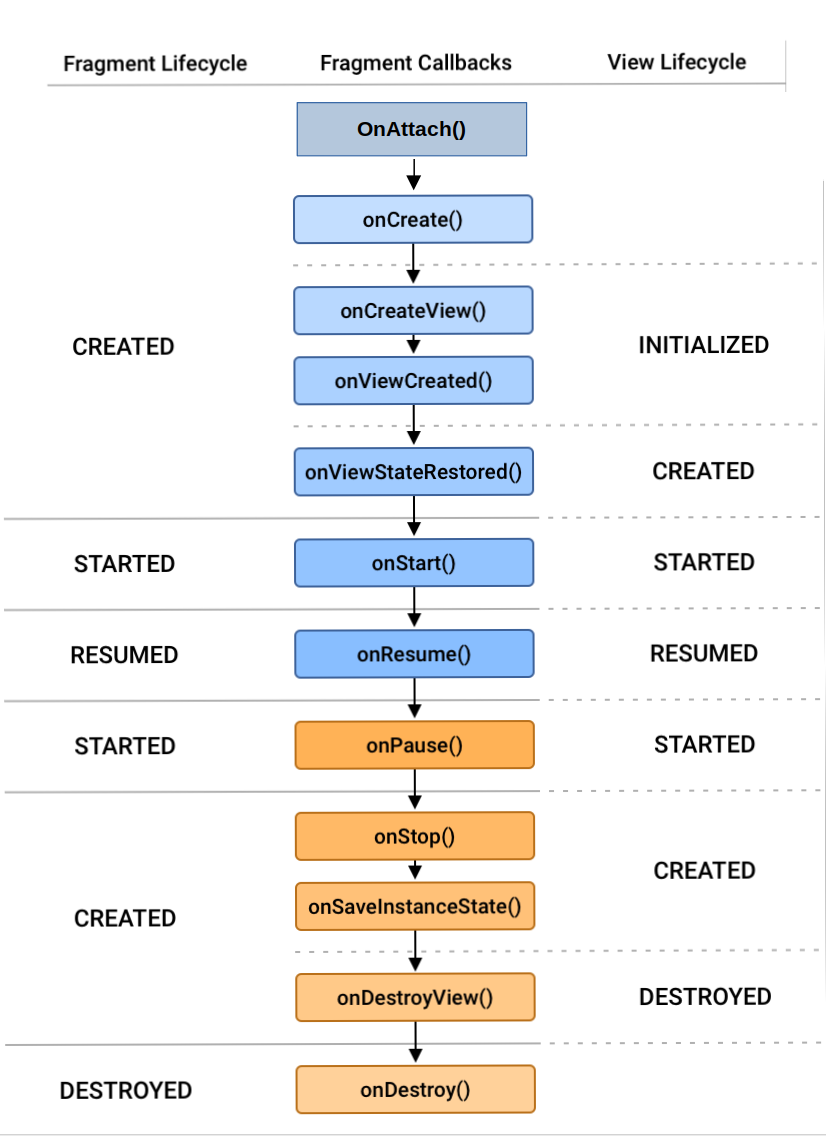 Fragment Lifecycle
Fragment Callbacks
View Lifecycle
OnAttach()
onCreate()
onCreateView()
CREATED
INITIALIZED
onViewCreated()
onViewStateRestored()
CREATED
STARTED
onStart()
STARTED
RESUMED
onResume()
RESUMED
STARTED
onPause()
STARTED
onStop()
CREATED
onSaveInstanceState()
CREATED
onDestroyView()
DESTROYED
DESTROYED
onDestroy()